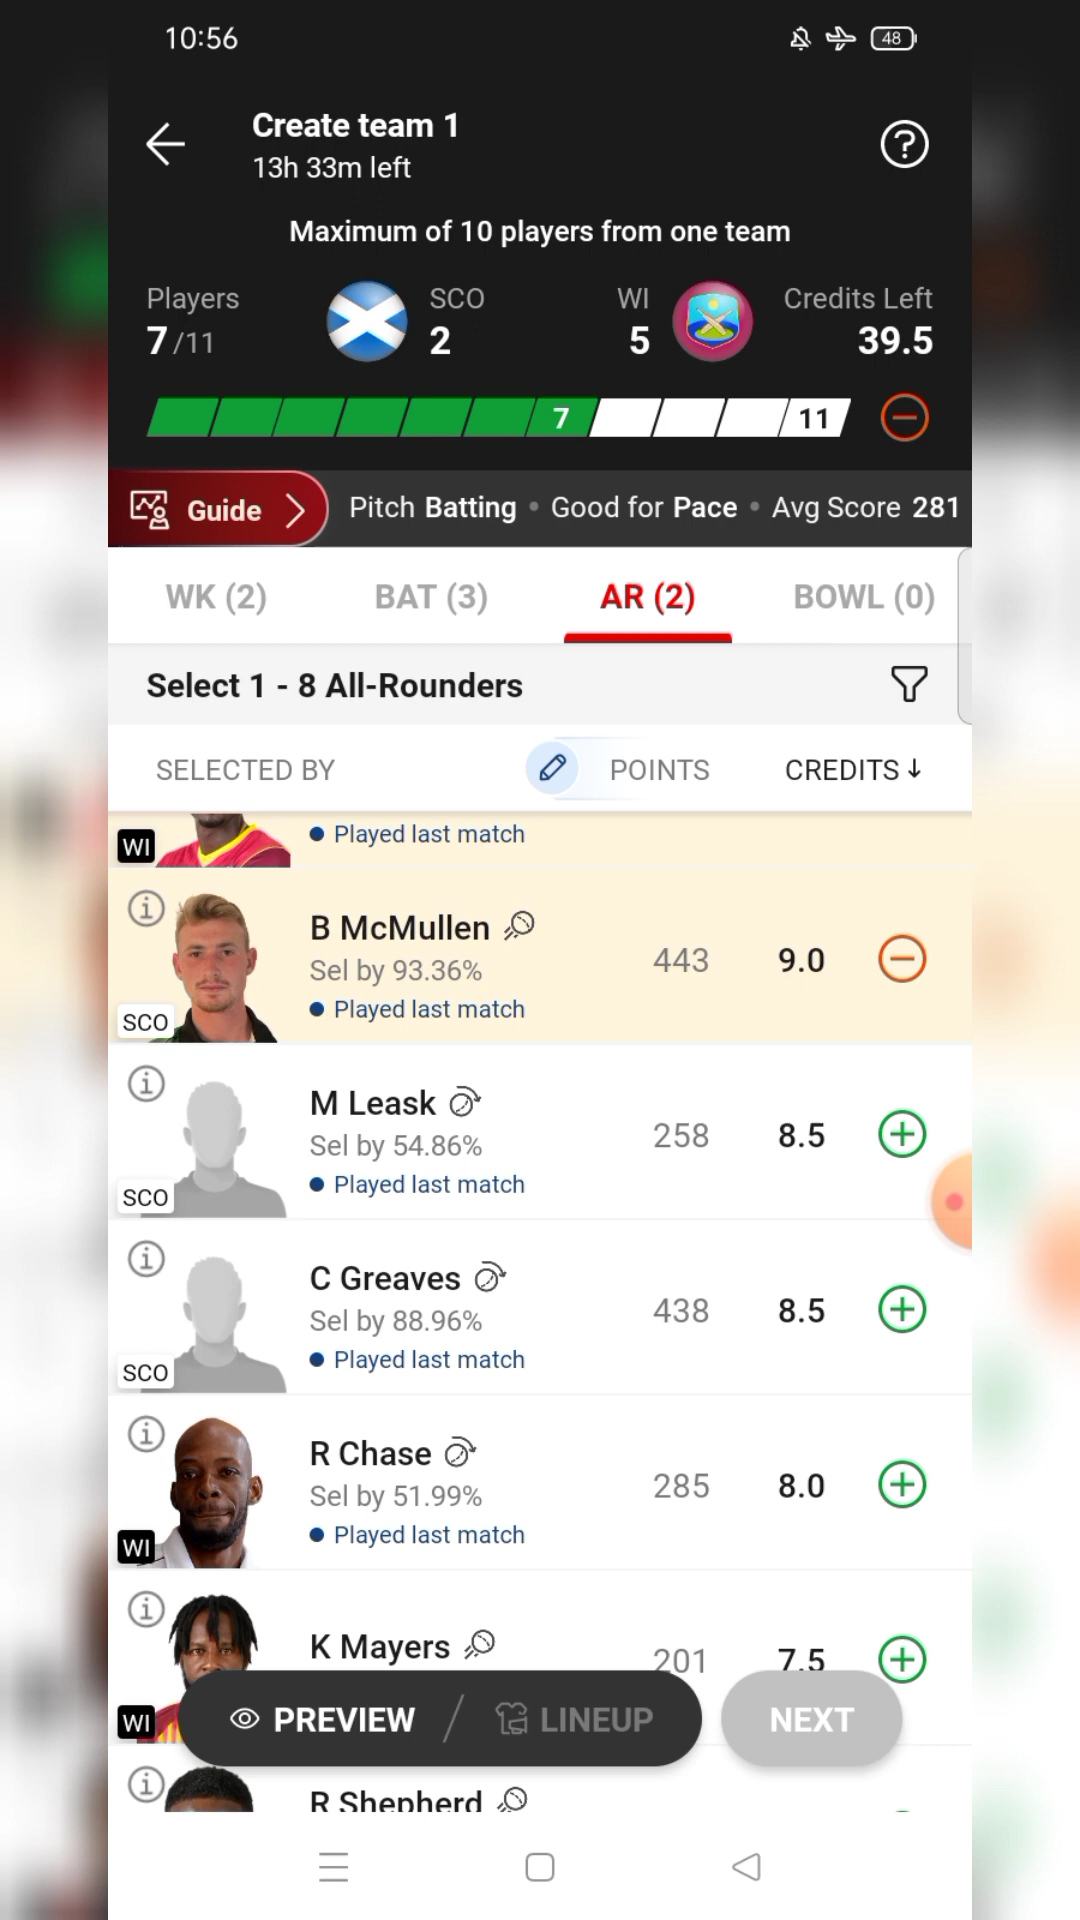 10:56
48
Create team 1
13h 33m left
Maximum of 10 players from one team
Players
7/11
SCO
2
WI
5
Credits Left
39.5
7
11
Guide
Pitch Batting • Good for Pace • Avg Score 281
WK (2)
BAT (3)
AR (2)
BOWL (0)
Select 1 - 8 All-Rounders
SELECTED BY
POINTS
CREDITS↓
WI
Played last match
B McMullen
Sel by 93.36%
Played last match
SCO
443
9.0
M Leask
Sel by 54.86%
Played last match
SCO
258
8.5
C Greaves
Sel by 88.96%
Played last match
SCO
438
8.5
R Chase
Sel by 51.99%
Played last match
WI
285
8.0
K Mayers
WI
201
7.5
PREVIEW / LINEUP
NEXT
R Shepherd